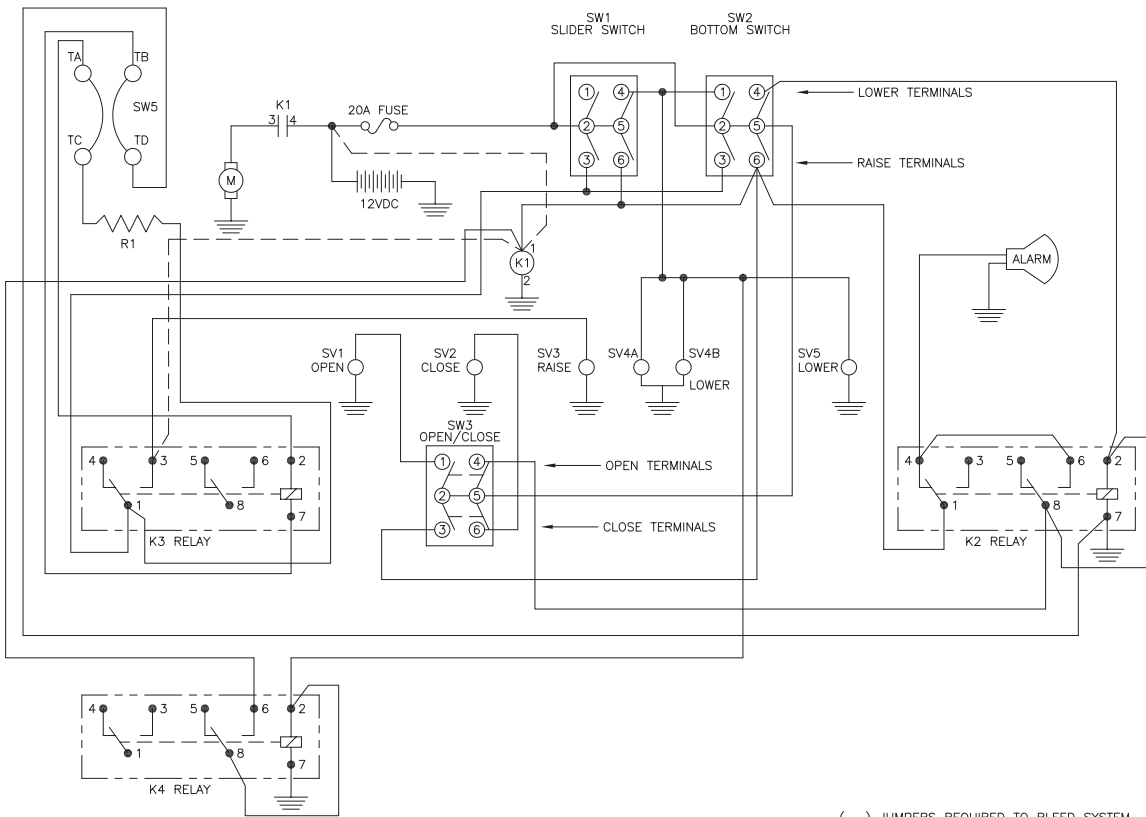 SW1
SLIDER SWITCH
SW2
BOTTOM SWITCH
TA
TB
SW5
TC
TD
R1
K1
3
4
20A FUSE
M
12VDC
1
4
2
5
3
6
1
4
2
5
3
6
LOWER TERMINALS
RAISE TERMINALS
1
K1
2
ALARM
SV1
OPEN
SV2
CLOSE
SV3
RAISE
SV4A
SV4B
LOWER
SV5
LOWER
SW3
OPEN/CLOSE
1
4
2
5
3
6
OPEN TERMINALS
CLOSE TERMINALS
4
3
5
6
2
1
8
7
K3 RELAY
4
3
5
6
2
1
8
7
K2 RELAY
4
3
5
6
2
1
8
7
K4 RELAY